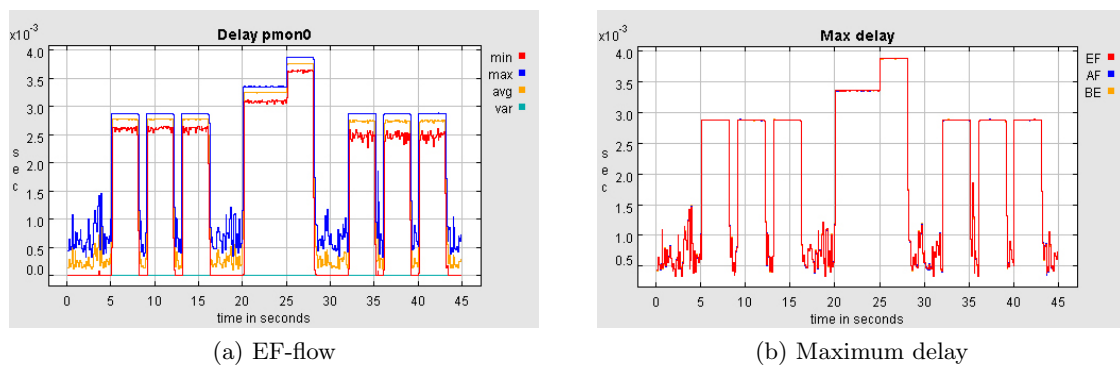 Delay pmon0
x10-3
4.0
3.5
3.0
2.5
2.0
1.5
1.0
0.5
0.0
sec
0 5 10 15 20 25 30 35 40 45
time in seconds
min
max
avg
var
(a) EF-flow
Max delay
x10-3
4.0
3.5
3.0
2.5
2.0
1.5
1.0
0.5
sec
0 5 10 15 20 25 30 35 40 45
time in seconds
EF
AF
BE
(b) Maximum delay